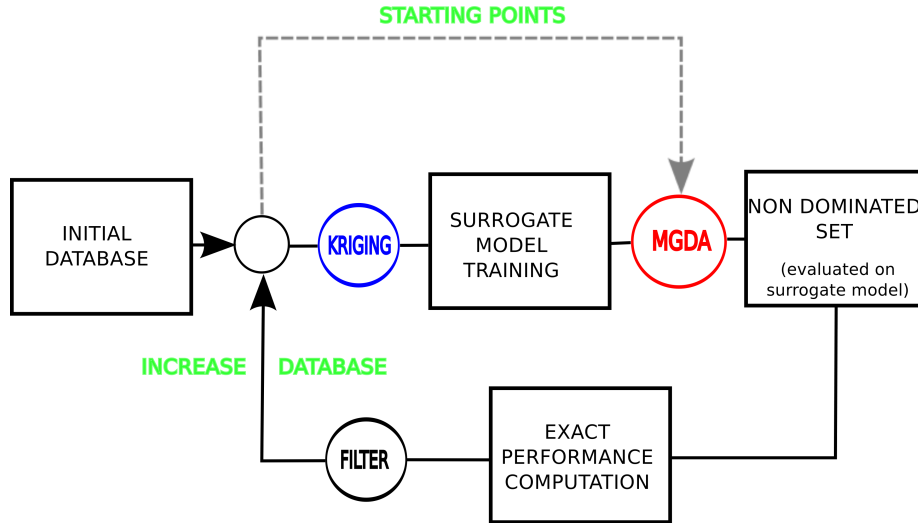 STARTING POINTS
INITIAL
DATABASE
KRIGING
SURROGATE
MODEL
TRAINING
MGDA
NON DOMINATED
SET
(evaluated on
surrogate model)
INCREASE DATABASE
FILTER
EXACT
PERFORMANCE
COMPUTATION